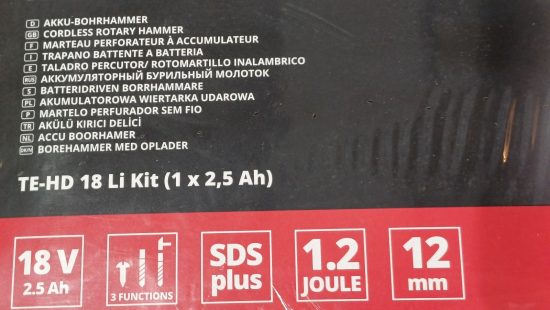 D AKKU-BOHRHAMMER
GB CORDLESS ROTARY HAMMER
F MARTEAU PERFORATEUR À ACCUMULATEUR
I TRAPANO BATTENTE A BATTERIA
E TALADRO PERCUTOR/ ROTOMARTILLO INALAMBRICO
RUS АККУМУЛЯТОРНЫЙ БУРИЛЬНЫЙ МОЛОТОК
S BATTERIDRIVEN BORRHAMMARE
PL AKUMULATOROWA WIERTARKA UDAROWA
P MARTELO PERFURADOR SEM FIO
TR AKÜLÜ KIRICI DELİCİ
NL ACCU BOORHAMER
DK/N BOREHAMMER MED OPLADER
TE-HD 18 Li Kit (1 x 2,5 Ah)
18 V
2.5 Ah
3 FUNCTIONS
SDS
plus
1.2
JOULE
12
mm